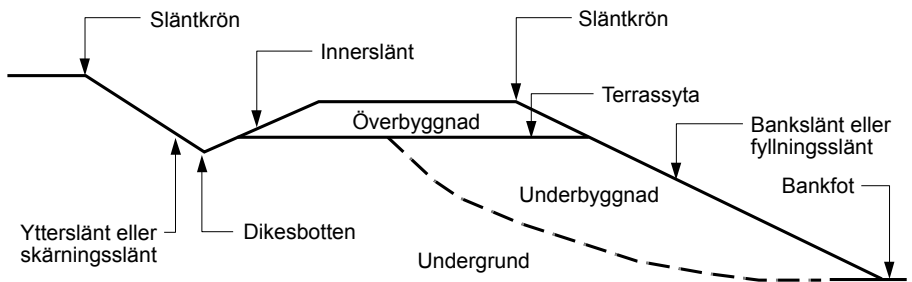 Släntkrön
Släntkrön
Innerslänt
Terrassyta
Överbyggnad
Bankslänt eller
fyllningsslänt
Bankfot
Underbyggnad
Ytterslänt eller
skärningsslänt
Dikesbotten
Undergrund